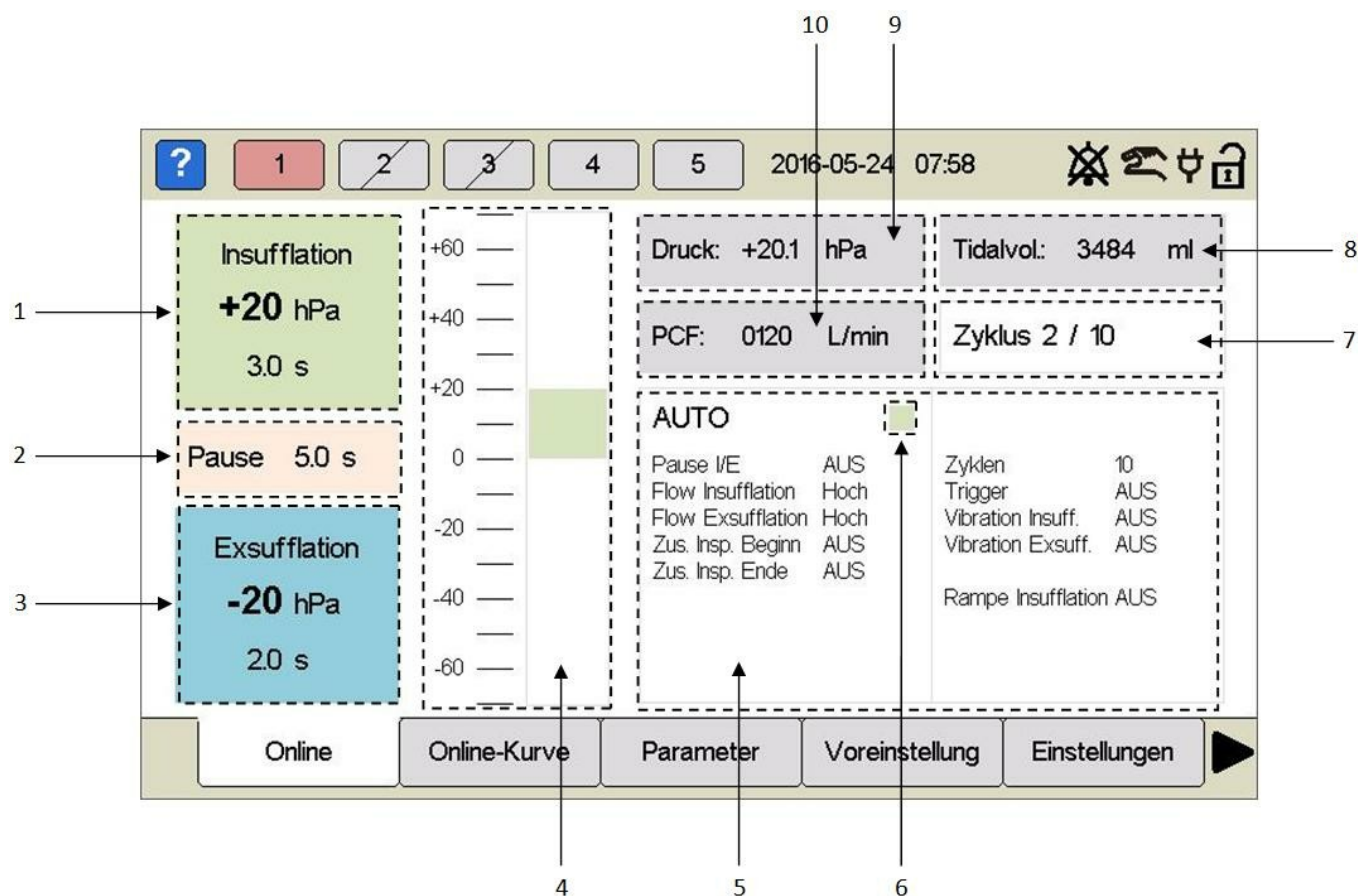 10 9
? 1 2 3 4 5 2016-05-24 07:58
Insufflation
+20 hPa
3.0 s
Pause 5.0 s
Exsufflation
-20 hPa
2.0 s
1
2
3
+60
+40
+20
0
-20
-40
-60
Druck: +20.1 hPa
Tidalvol.: 3484 ml
8
PCF: 0120 L/min
Zyklus 2 / 10
7
AUTO
Pause I/E AUS
Flow Insufflation Hoch
Flow Exsufflation Hoch
Zus. Insp. Beginn AUS
Zus. Insp. Ende AUS
Zyklen 10
Trigger AUS
Vibration Insuff. AUS
Vibration Exsuff. AUS
Rampe Insufflation AUS
Online Online-Kurve Parameter Voreinstellung Einstellungen
4 5 6